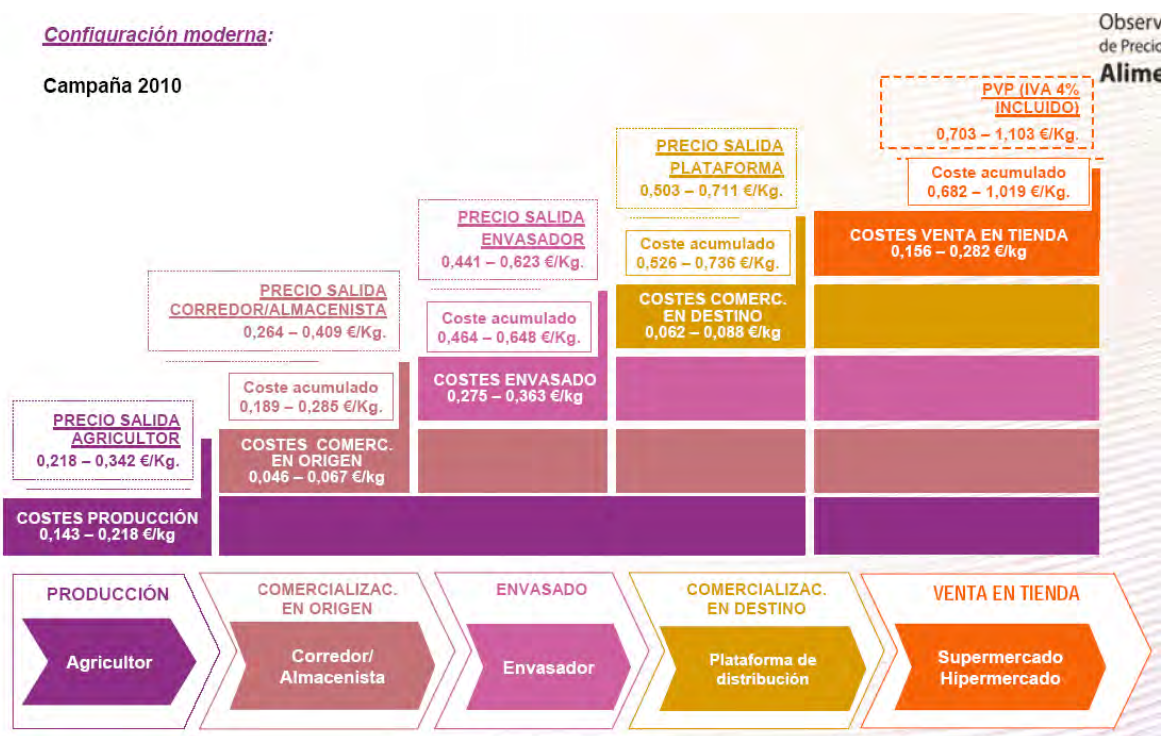 Configuración moderna:
Campaña 2010
Observ
de Precio
Alime
PVP (IVA 4%
INCLUIDO)
0,703 – 1,103 €/Kg.
Coste acumulado
0,682 – 1,019 €/Kg.
COSTES VENTA EN TIENDA
0,156 – 0,282 €/kg
PRECIO SALIDA
PLATAFORMA
0,503 – 0,711 €/Kg.
Coste acumulado
0,526 – 0,736 €/Kg.
COSTES COMERC.
EN DESTINO
0,062 – 0,088 €/kg
PRECIO SALIDA
ENVASADOR
0,441 – 0,623 €/Kg.
Coste acumulado
0,464 – 0,648 €/Kg.
COSTES ENVASADO
0,275 – 0,363 €/kg
PRECIO SALIDA
CORREDOR/ALMACENISTA
0,264 – 0,409 €/Kg.
Coste acumulado
0,189 – 0,285 €/Kg.
COSTES COMERC.
EN ORIGEN
0,046 – 0,067 €/kg
PRECIO SALIDA
AGRICULTOR
0,218 – 0,342 €/Kg.
COSTES PRODUCCIÓN
0,143 – 0,218 €/kg
PRODUCCIÓN
Agricultor
COMERCIALIZAC.
EN ORIGEN
Corredor/
Almacenista
ENVASADO
Envasador
COMERCIALIZAC.
EN DESTINO
Plataforma de
distribución
VENTA EN TIENDA
Supermercado
Hipermercado